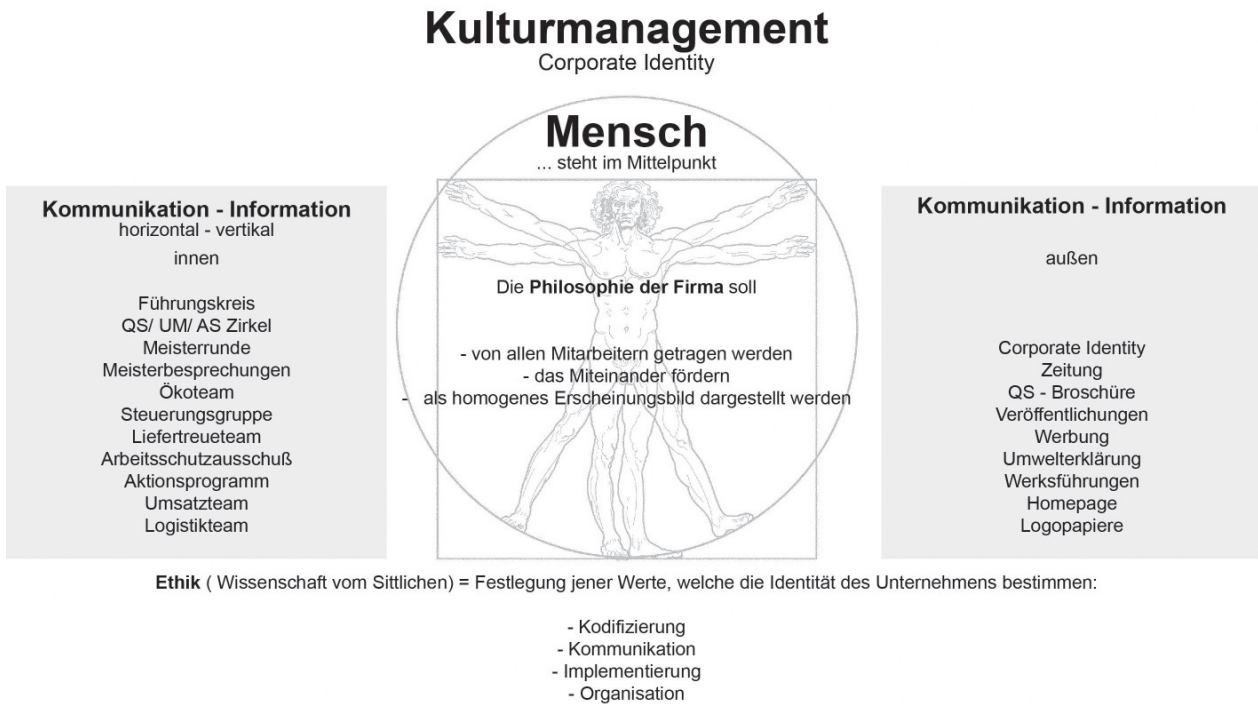 Kulturmanagement
Corporate Identity
Mensch
... steht im Mittelpunkt
Kommunikation - Information
horizontal - vertikal
innen
Führungskreis
QS/ UM/ AS Zirkel
Meisterrunde
Meisterbesprechungen
Ökoteam
Steuerungsgruppe
Liefertreueteam
Arbeitsschutzausschuß
Aktionsprogramm
Umsatzteam
Logistikteam
Die Philosophie der Firma soll
- von allen Mitarbeitern getragen werden
- das Miteinander fördern
- als homogenes Erscheinungsbild dargestellt werden
Kommunikation - Information
außen
Corporate Identity
Zeitung
QS - Broschüre
Veröffentlichungen
Werbung
Umwelterklärung
Werksführungen
Homepage
Logopapiere
Ethik ( Wissenschaft vom Sittlichen) = Festlegung jener Werte, welche die Identität des Unternehmens bestimmen:
- Kodifizierung
- Kommunikation
- Implementierung
- Organisation